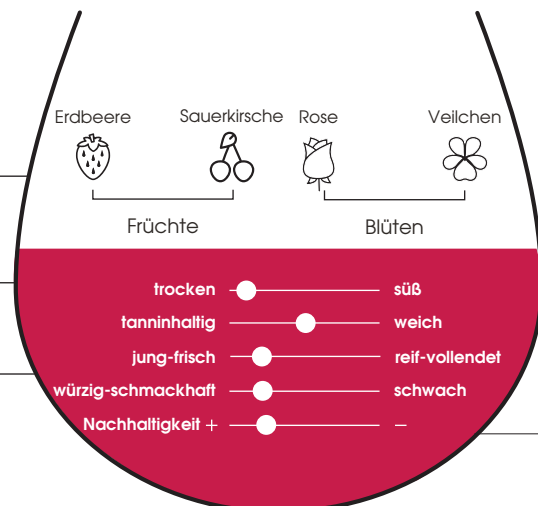 Erdbeere Sauerkirsche Rose Veilchen
Früchte Blüten
trocken süß
tanninhaltig weich
jung-frisch reif-vollendet
würzig-schmackhaft schwach
Nachhaltigkeit + −